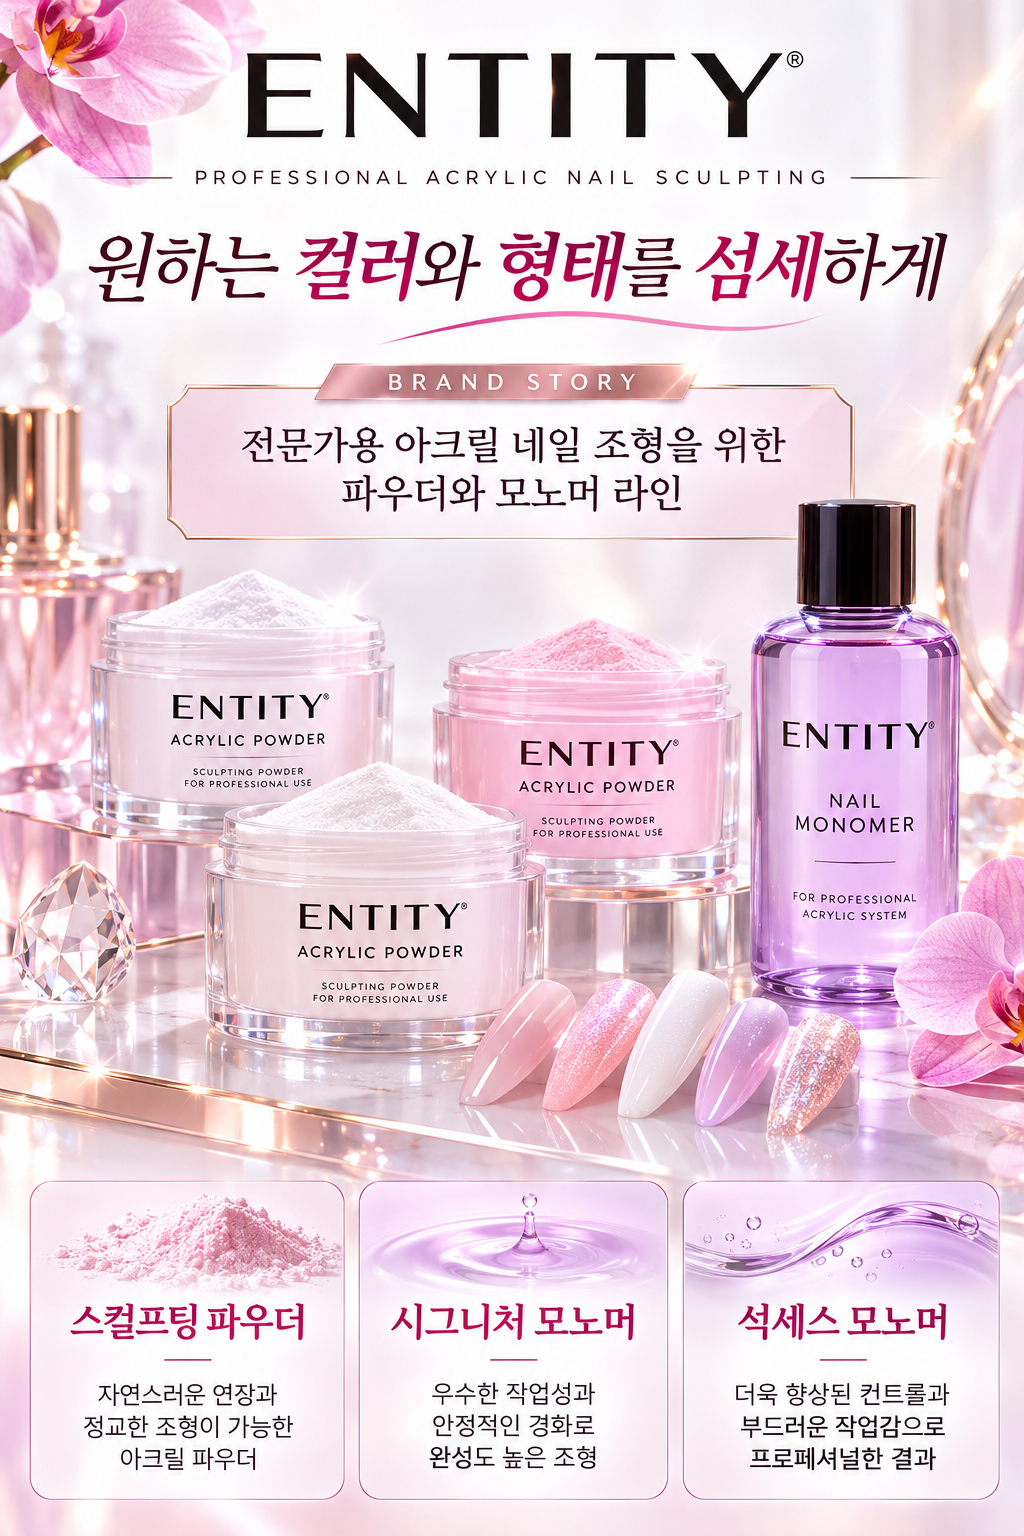 ENTITY®
PROFESSIONAL ACRYLIC NAIL SCULPTING
원하는 컬러와 형태를 섬세하게
BRAND STORY
전문가용 아크릴 네일 조형을 위한
파우더와 모노머 라인
ENTITY®
ACRYLIC POWDER
SCULPTING POWDER
FOR PROFESSIONAL USE
ENTITY®
ACRYLIC POWDER
SCULPTING POWDER
FOR PROFESSIONAL USE
ENTITY®
NAIL
MONOMER
FOR PROFESSIONAL
ACRYLIC SYSTEM
ENTITY®
ACRYLIC POWDER
SCULPTING POWDER
FOR PROFESSIONAL USE
스컬프팅 파우더
자연스러운 연장과
정교한 조형이 가능한
아크릴 파우더
시그니처 모노머
우수한 작업성과
안정적인 경화로
완성도 높은 조형
석세스 모노머
더욱 향상된 컨트롤과
부드러운 작업감으로
프로페셔널한 결과